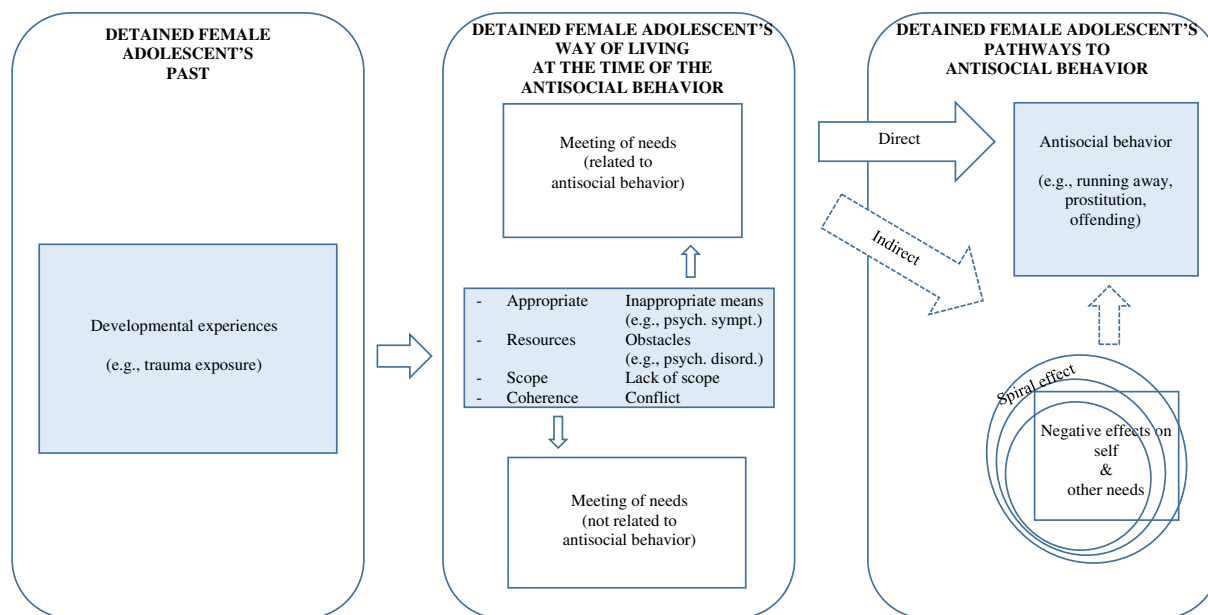 DETAINED FEMALE
ADOLESCENT'S
PAST
Developmental experiences
(e.g., trauma exposure)
DETAINED FEMALE ADOLESCENT'S
WAY OF LIVING
AT THE TIME OF THE
ANTISOCIAL BEHAVIOR
Meeting of needs
(related to
antisocial behavior)
- Appropriate Inappropriate means
(e.g., psych. sympt.)
- Resources Obstacles
(e.g., psych. disord.)
- Scope Lack of scope
- Coherence Conflict
Meeting of needs
(not related to
antisocial behavior)
DETAINED FEMALE ADOLESCENT'S
PATHWAYS TO
ANTISOCIAL BEHAVIOR
Direct
Indirect
Antisocial behavior
(e.g., running away,
prostitution,
offending)
Spiral effect
Negative effects on
self
&
other needs